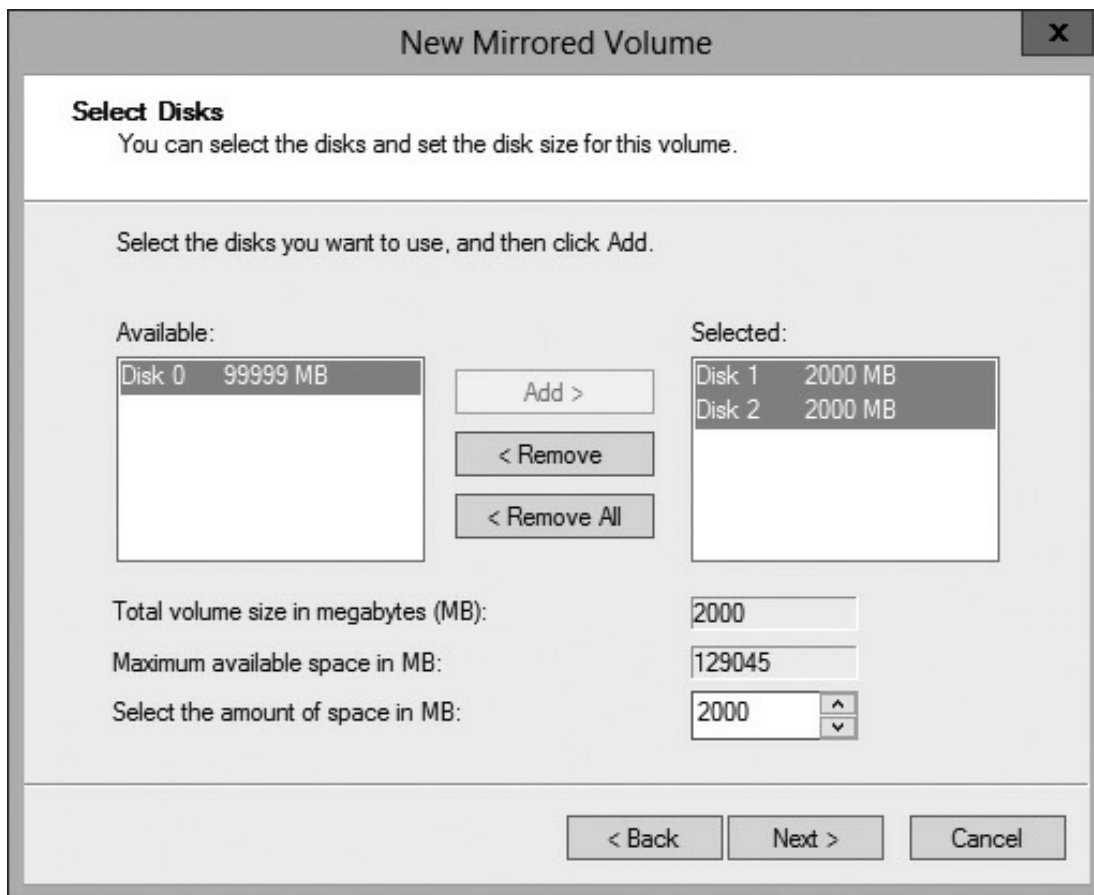 New Mirrored Volume
x
Select Disks
You can select the disks and set the disk size for this volume.
Select the disks you want to use, and then click Add.
Available:
Selected:
Disk 0 99999 MB
Add >
Disk 1 2000 MB
Disk 2 2000 MB
< Remove
< Remove All
Total volume size in megabytes (MB): 2000
Maximum available space in MB: 129045
Select the amount of space in MB: 2000
< Back Next > Cancel